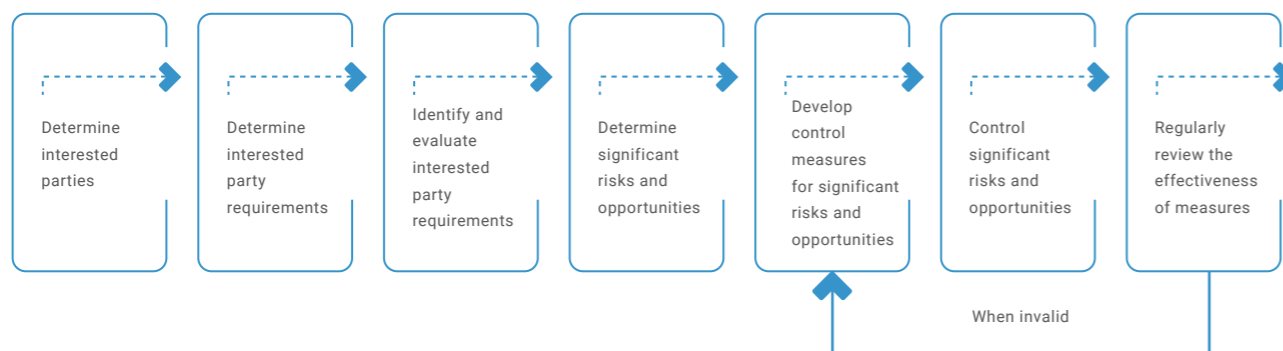 Determine
interested
parties
Determine
interested
party
requirements
Identify and
evaluate
interested
party
requirements
Determine
significant
risks and
opportunities
Develop
control
measures
for significant
risks and
opportunities
Control
significant
risks and
opportunities
Regularly
review the
effectiveness
of measures
When invalid